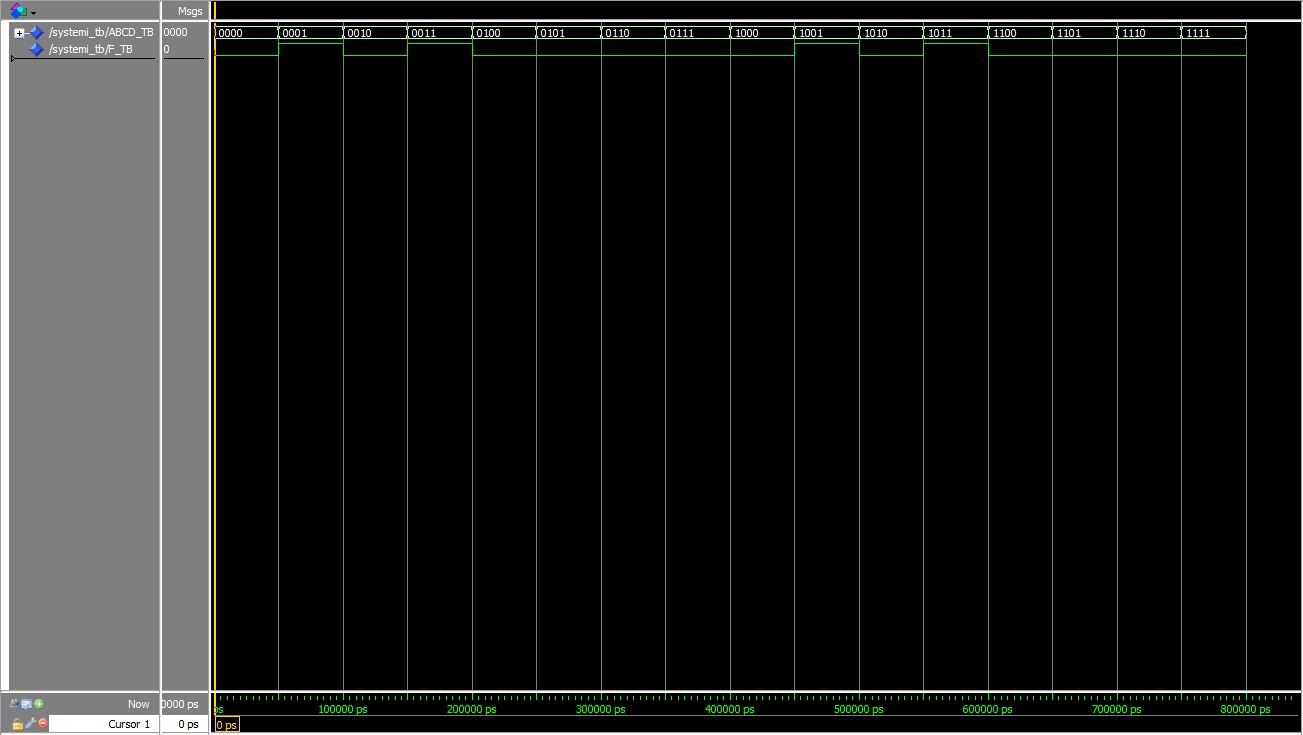 Msgs
/systemi_tb/ABCD_TB 0000 0000 0001 0010 0011 0100 0101 0110 0111 1000 1001 1010 1011 1100 1101 1110 1111
/systemi_tb/F_TB 0
Now 0000 ps ps 100000 ps 200000 ps 300000 ps 400000 ps 500000 ps 600000 ps 700000 ps 800000 ps
Cursor 1 0 ps 0 ps